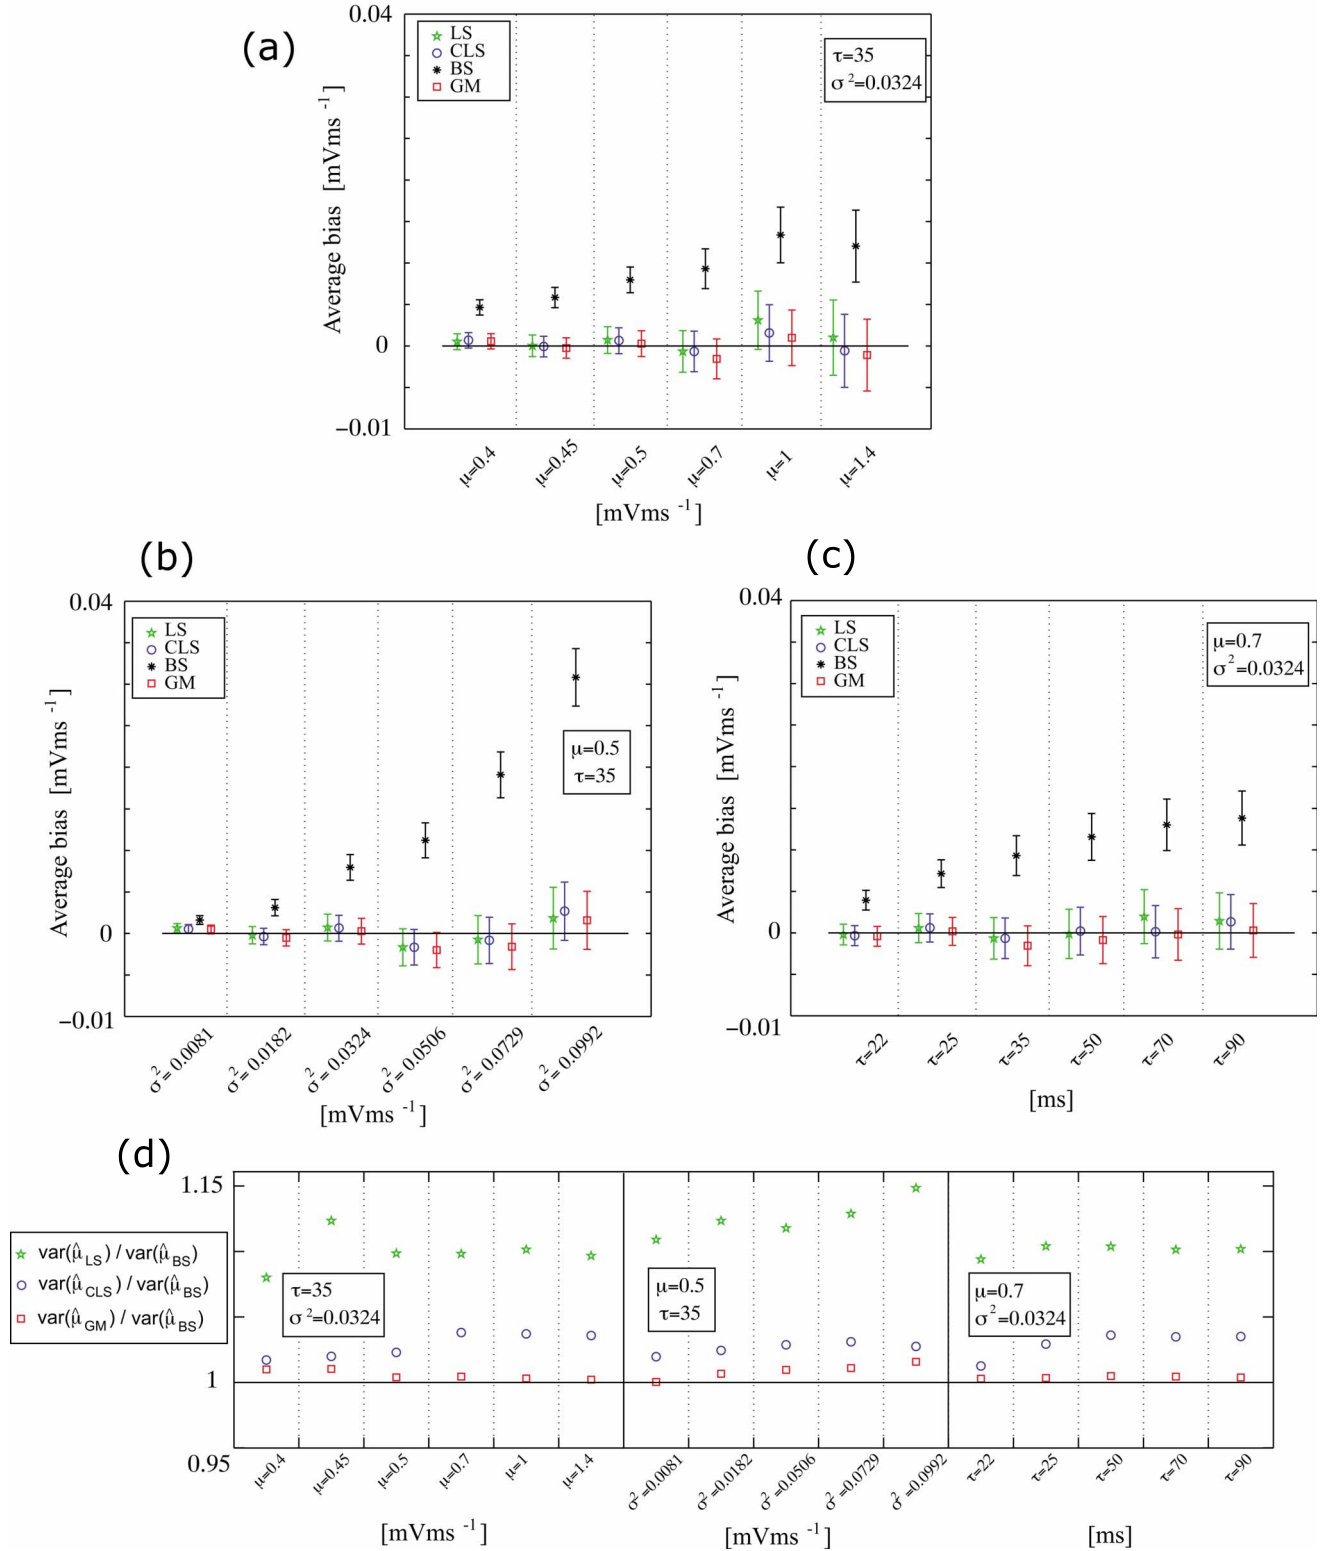 (a)
0.04
0
−0.01
Average bias [mVms -1]
LS
CLS
BS
GM
τ=35
σ 2=0.0324
μ=0.4
μ=0.45
μ=0.5
μ=0.7
μ=1
μ=1.4
[mVms -1]
(b)
0.04
0
−0.01
Average bias [mVms -1]
LS
CLS
BS
GM
μ=0.5
τ=35
σ2= 0.0081
σ2= 0.0182
σ2= 0.0324
σ2= 0.0506
σ2= 0.0729
σ2= 0.0992
[mVms -1]
(c)
0.04
0
−0.01
Average bias [mVms -1]
LS
CLS
BS
GM
μ=0.7
σ2=0.0324
τ=22
τ=25
τ=35
τ=50
τ=70
τ=90
[ms]
(d)
1.15
1
0.95
var(μ̂LS) / var(μ̂BS)
var(μ̂CLS) / var(μ̂BS)
var(μ̂GM) / var(μ̂BS)
τ=35
σ 2=0.0324
μ=0.5
τ=35
μ=0.7
σ2=0.0324
μ=0.4
μ=0.45
μ=0.5
μ=0.7
μ=1
μ=1.4
σ2=0.0081
σ2=0.0182
σ2=0.0506
σ2=0.0729
σ2=0.0992
τ=22
τ=25
τ=50
τ=70
τ=90
[mVms -1]
[mVms -1]
[ms]